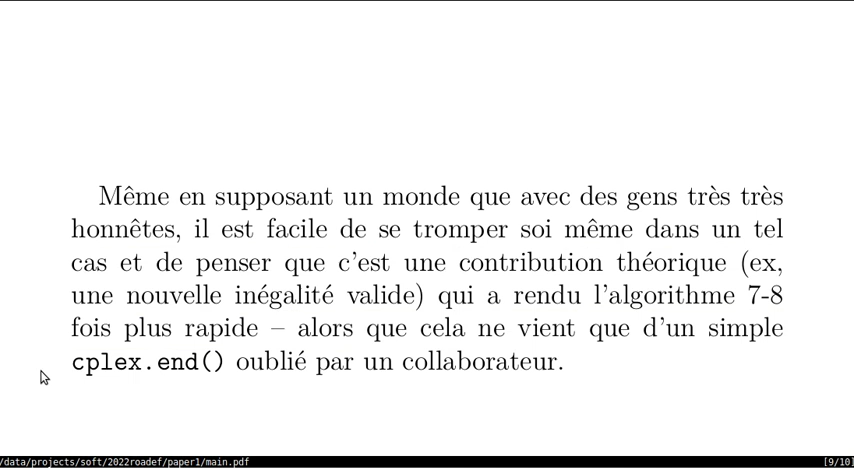 Même en supposant un monde que avec des gens très très
honnêtes, il est facile de se tromper soi même dans un tel
cas et de penser que c'est une contribution théorique (ex,
une nouvelle inégalité valide) qui a rendu l'algorithme 7-8
fois plus rapide – alors que cela ne vient que d'un simple
cplex.end() oublié par un collaborateur.
/data/projects/soft/2022roadef/paper1/main.pdf [9/10]